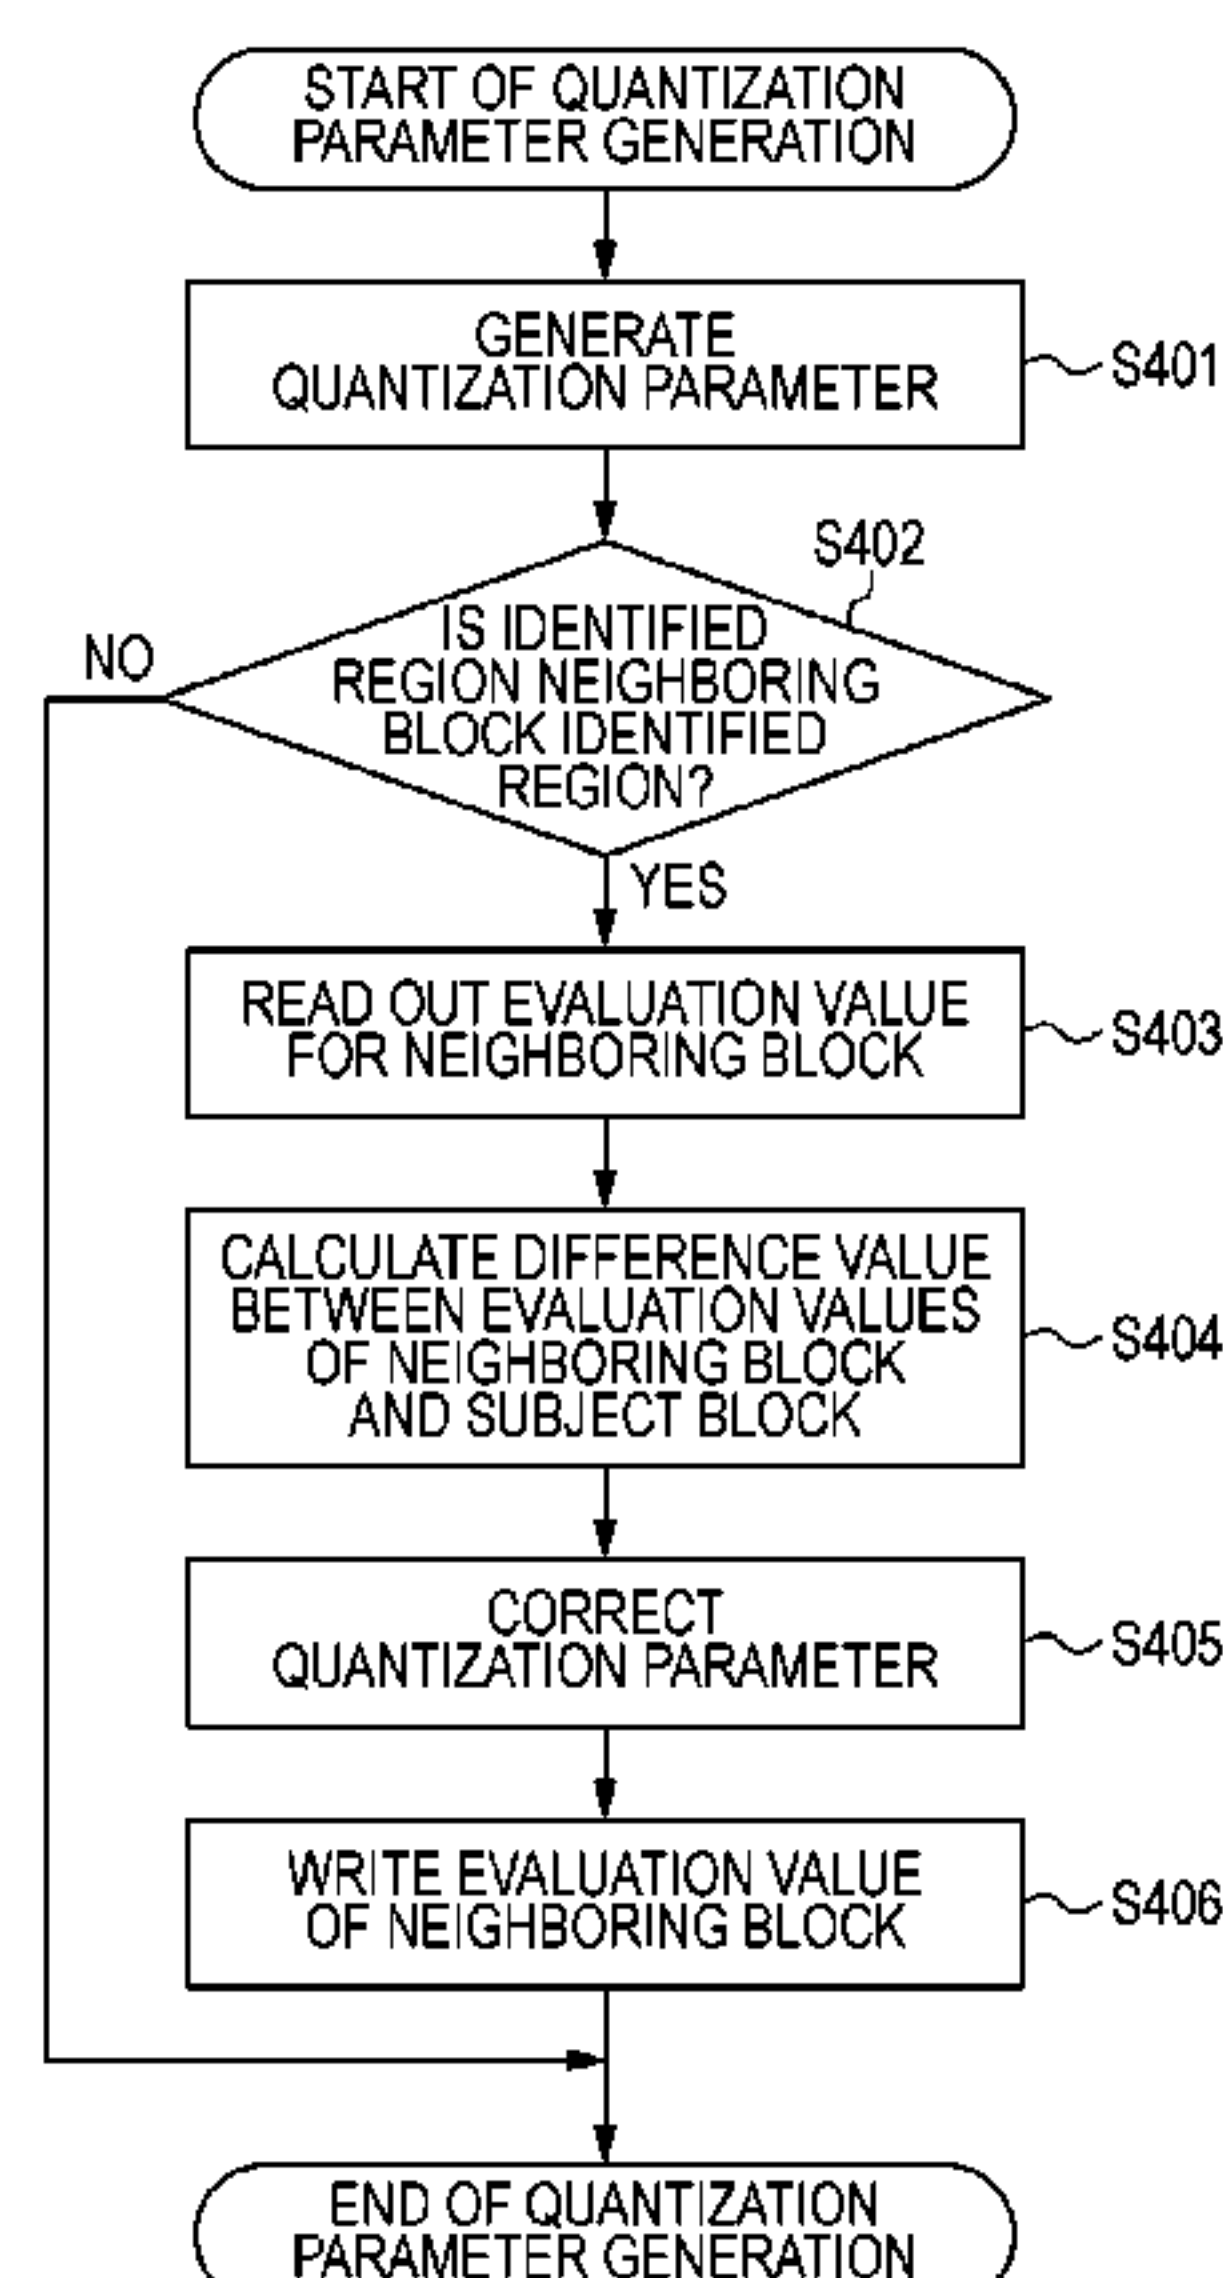 START OF QUANTIZATION
PARAMETER GENERATION
GENERATE
QUANTIZATION PARAMETER
S401
S402
IS IDENTIFIED
REGION NEIGHBORING
BLOCK IDENTIFIED
REGION?
NO
YES
READ OUT EVALUATION VALUE
FOR NEIGHBORING BLOCK
S403
CALCULATE DIFFERENCE VALUE
BETWEEN EVALUATION VALUES
OF NEIGHBORING BLOCK
AND SUBJECT BLOCK
S404
CORRECT
QUANTIZATION PARAMETER
S405
WRITE EVALUATION VALUE
OF NEIGHBORING BLOCK
S406
END OF QUANTIZATION
PARAMETER GENERATION